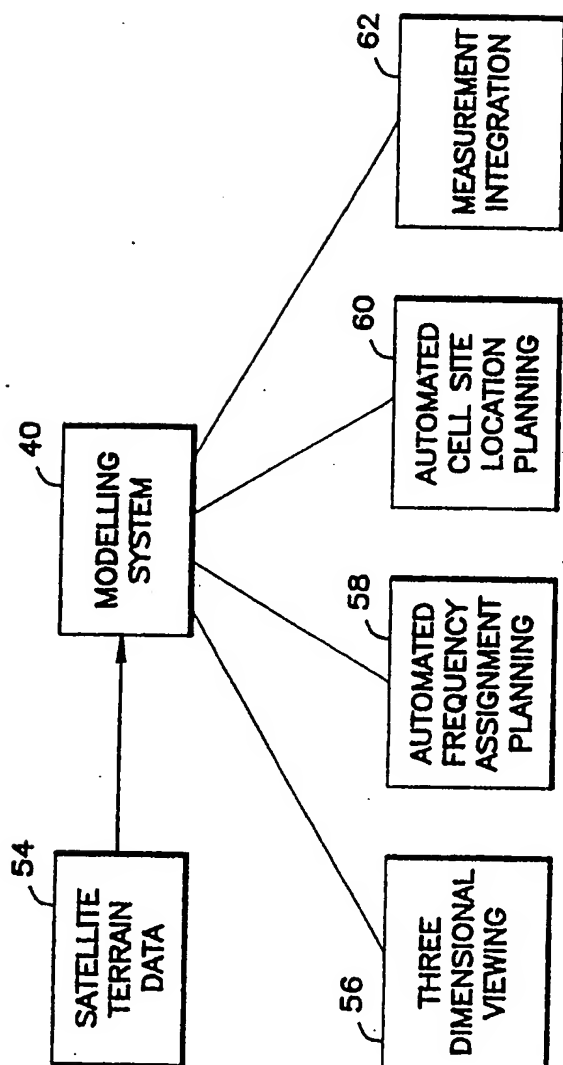 54
SATELLITE
TERRAIN
DATA
40
MODELLING
SYSTEM
56
THREE
DIMENSIONAL
VIEWING
58
AUTOMATED
FREQUENCY
ASSIGNMENT
PLANNING
60
AUTOMATED
CELL SITE
LOCATION
PLANNING
62
MEASUREMENT
INTEGRATION